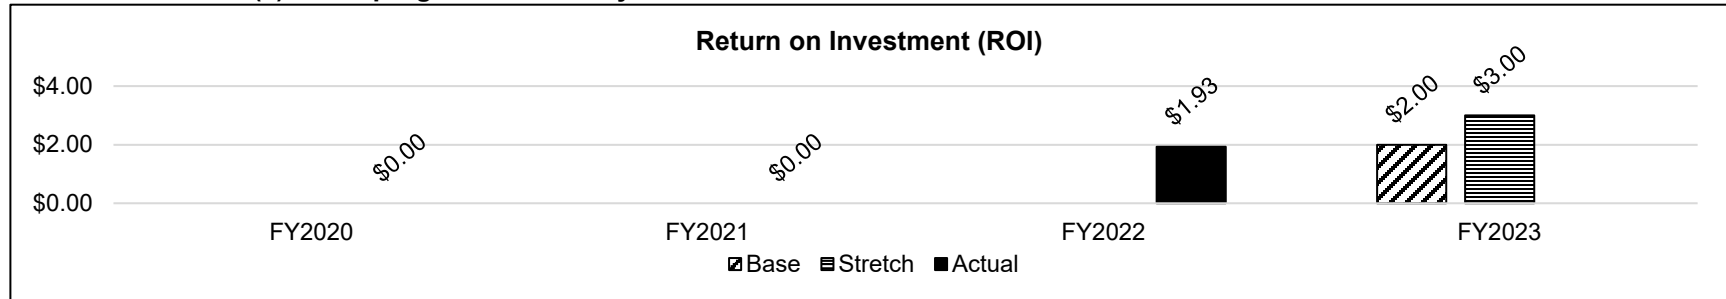 Return on Investment (ROI)
$4.00
$2.00
$0.00
$0.00
$0.00
$1.93
$2.00
$3.00
FY2020
FY2021
FY2022
FY2023
Base Stretch Actual